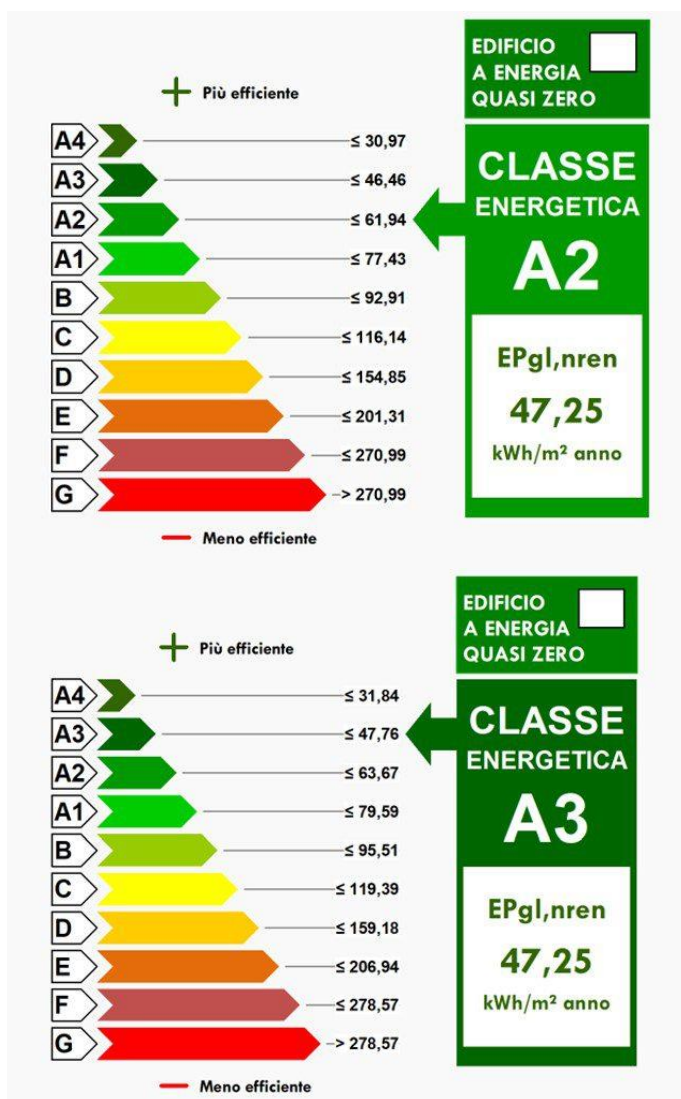 EDIFICIO
A ENERGIA
QUASI ZERO
+ Più efficiente
A4 ≤ 30,97
A3 ≤ 46,46
A2 ≤ 61,94
A1 ≤ 77,43
B ≤ 92,91
C ≤ 116,14
D ≤ 154,85
E ≤ 201,31
F ≤ 270,99
G > 270,99
— Meno efficiente
CLASSE
ENERGETICA
A2
EPgl,nren
47,25
kWh/m² anno
EDIFICIO
A ENERGIA
QUASI ZERO
+ Più efficiente
A4 ≤ 31,84
A3 ≤ 47,76
A2 ≤ 63,67
A1 ≤ 79,59
B ≤ 95,51
C ≤ 119,39
D ≤ 159,18
E ≤ 206,94
F ≤ 278,57
G > 278,57
— Meno efficiente
CLASSE
ENERGETICA
A3
EPgl,nren
47,25
kWh/m² anno